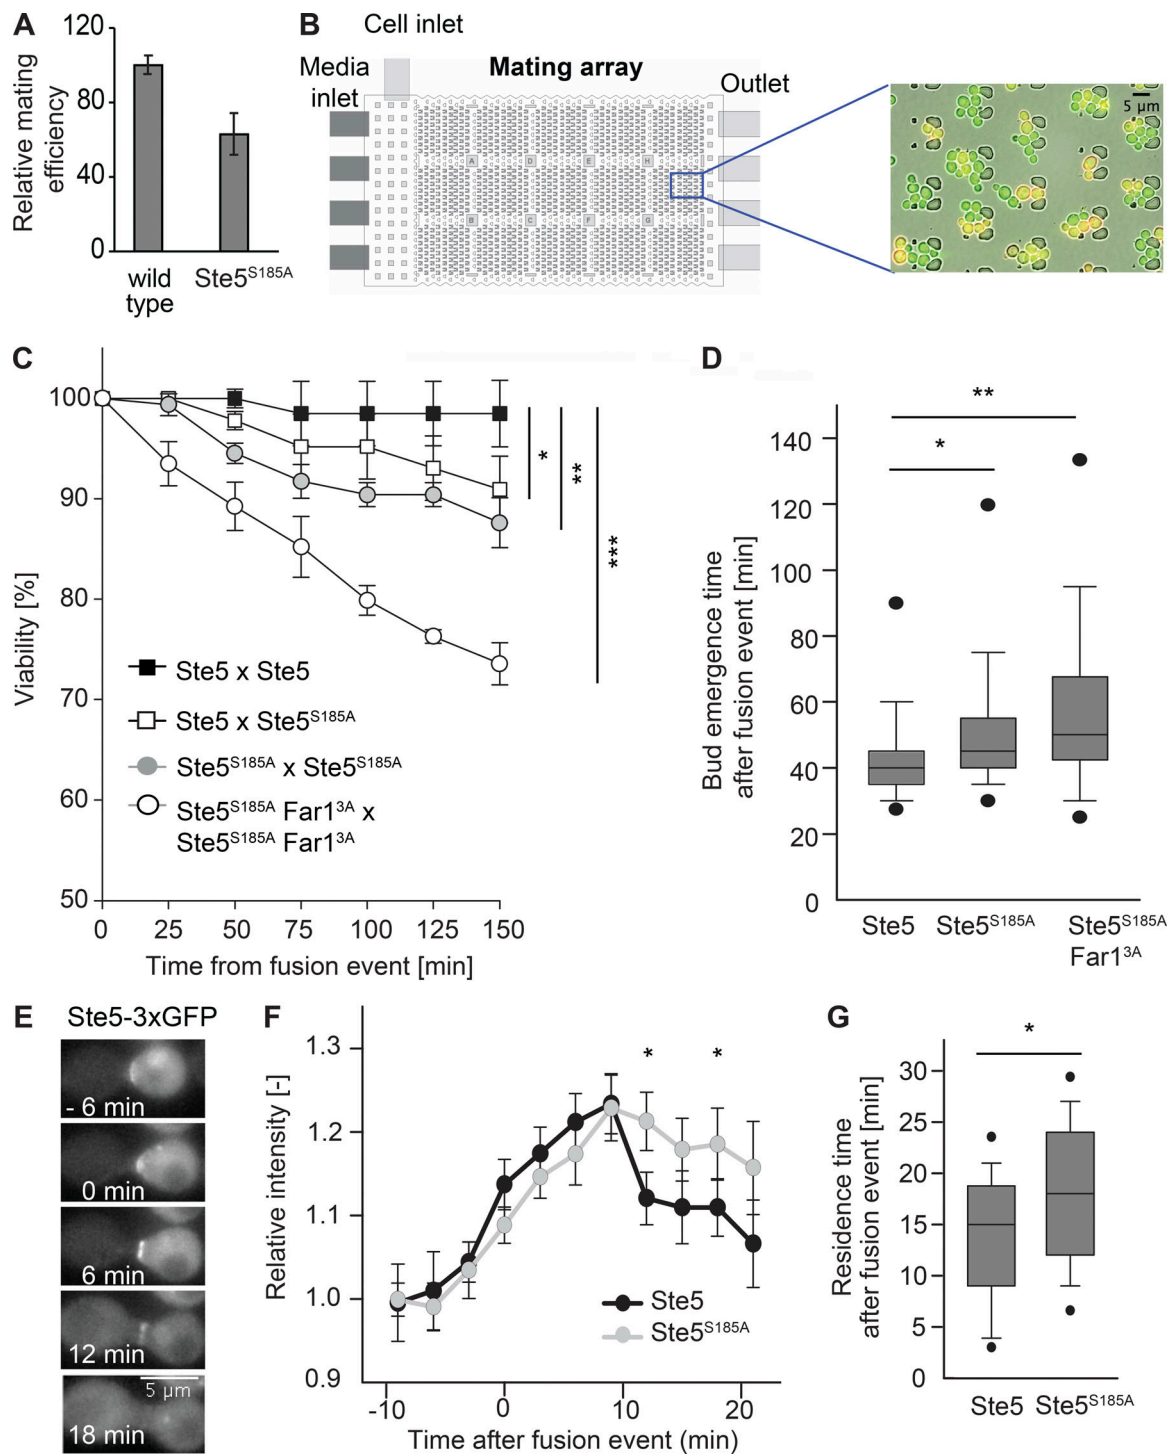 A
120
80
40
0
Relative mating
efficiency
wild
type
Ste5S185A
B
Cell inlet
Media
inlet
Mating array
Outlet
A
D
E
H
B
C
F
G
5 µm
C
100
90
80
70
60
50
Viability [%]
*
**
***
Ste5 x Ste5
Ste5 x Ste5S185A
Ste5S185A x Ste5S185A
Ste5S185A Far13A x
Ste5S185A Far13A
0 25 50 75 100 125 150
Time from fusion event [min]
D
**
*
140
120
100
80
60
40
20
0
Bud emergence time
after fusion event [min]
Ste5
Ste5S185A
Ste5S185A
Far13A
E
Ste5-3xGFP
- 6 min
0 min
6 min
12 min
5 µm
18 min
F
1.3
1.2
1.1
1.0
0.9
Relative intensity [-]
* *
Ste5
Ste5S185A
-10 0 10 20
Time after fusion event (min)
G
*
30
25
20
15
10
5
0
Residence time
after fusion event [min]
Ste5
Ste5S185A